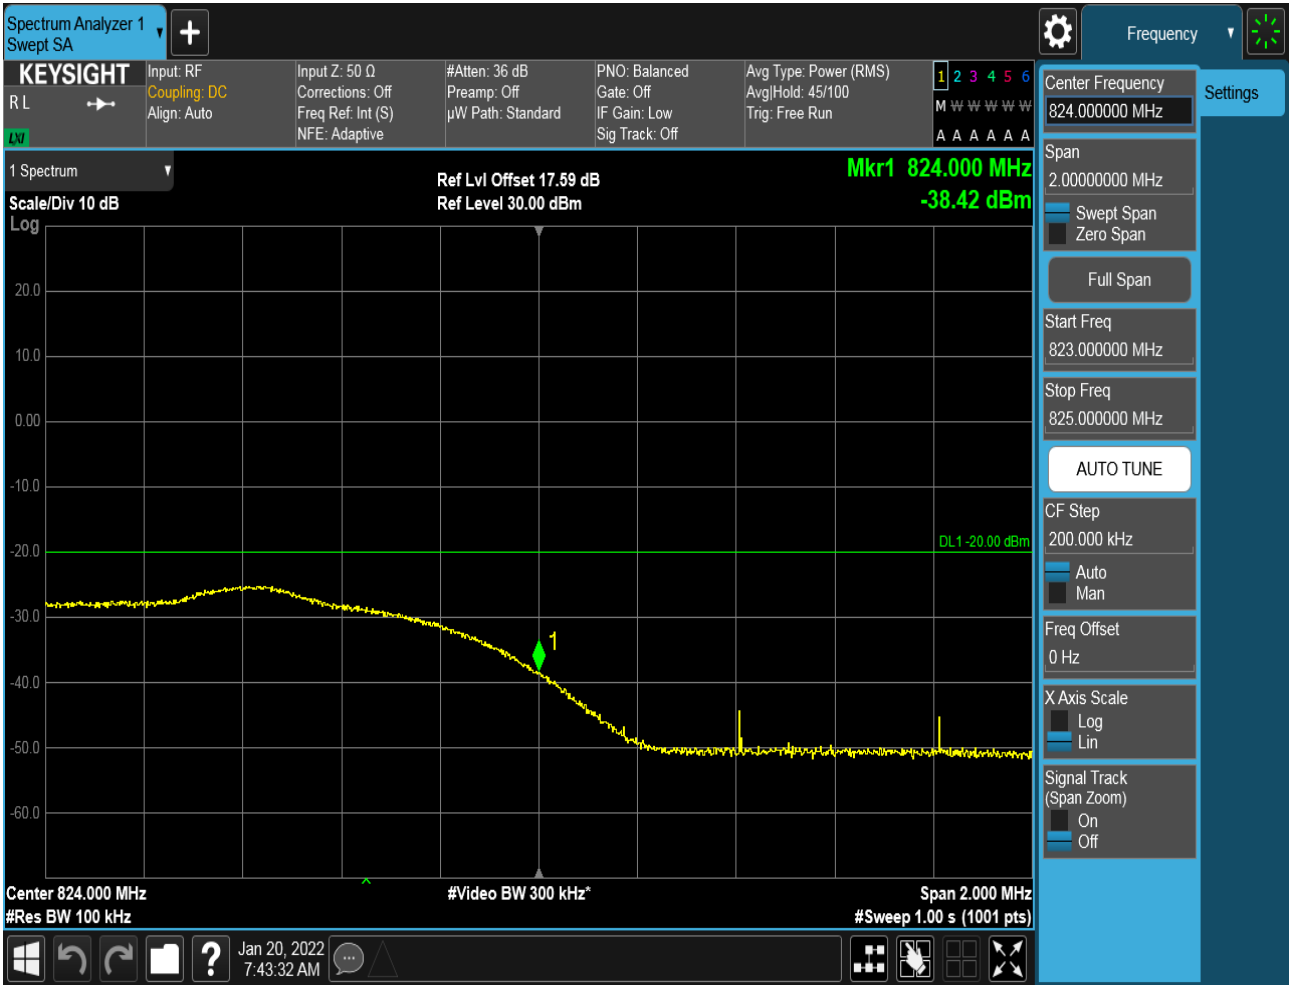 Spectrum Analyzer 1
Swept SA
Frequency
KEYSIGHT
R L
LXI
Input: RF
Coupling: DC
Align: Auto
Input Z: 50 Ω
Corrections: Off
Freq Ref: Int (S)
NFE: Adaptive
#Atten: 36 dB
Preamp: Off
µW Path: Standard
PNO: Balanced
Gate: Off
IF Gain: Low
Sig Track: Off
Avg Type: Power (RMS)
Avg|Hold: 45/100
Trig: Free Run
1 2 3 4 5 6
M W W W W W
A A A A A A
1 Spectrum
Scale/Div 10 dB
Log
Ref Lvl Offset 17.59 dB
Ref Level 30.00 dBm
Mkr1 824.000 MHz
-38.42 dBm
20.0
10.0
0.00
-10.0
-20.0
-30.0
-40.0
-50.0
-60.0
DL1 -20.00 dBm
1
Center 824.000 MHz
#Res BW 100 kHz
#Video BW 300 kHz*
Span 2.000 MHz
#Sweep 1.00 s (1001 pts)
Jan 20, 2022
7:43:32 AM
Center Frequency
824.000000 MHz
Settings
Span
2.00000000 MHz
Swept Span
Zero Span
Full Span
Start Freq
823.000000 MHz
Stop Freq
825.000000 MHz
AUTO TUNE
CF Step
200.000 kHz
Auto
Man
Freq Offset
0 Hz
X Axis Scale
Log
Lin
Signal Track
(Span Zoom)
On
Off